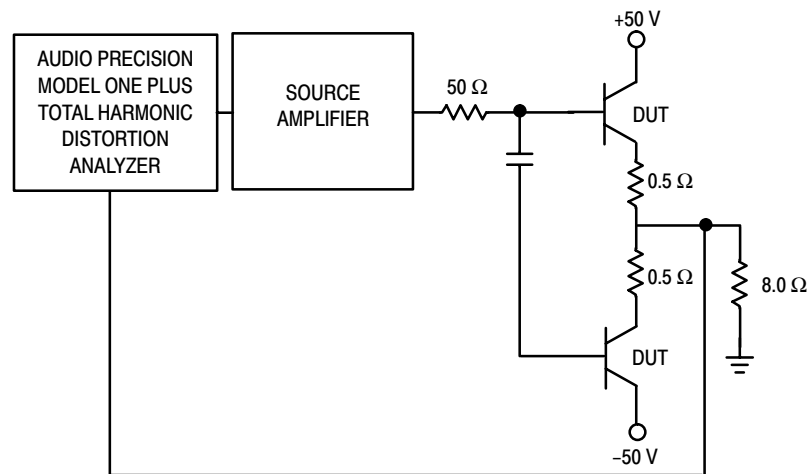 +50 V
AUDIO PRECISION
MODEL ONE PLUS
TOTAL HARMONIC
DISTORTION
ANALYZER
SOURCE
AMPLIFIER
50 Ω
DUT
0.5 Ω
0.5 Ω
8.0 Ω
DUT
–50 V